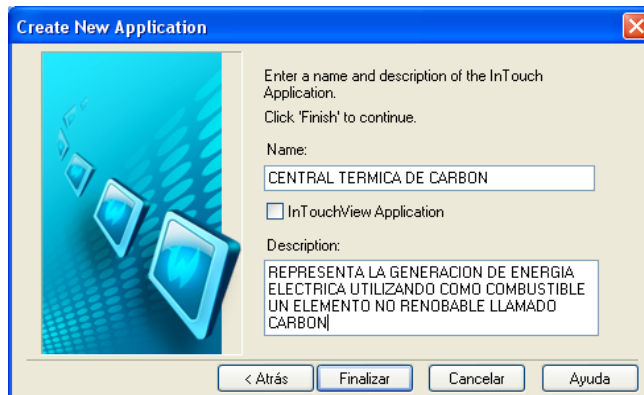 Create New Application
Enter a name and description of the InTouch
Application.
Click 'Finish' to continue.
Name:
CENTRAL TERMICA DE CARBON
InTouchView Application
Description:
REPRESENTA LA GENERACION DE ENERGIA
ELECTRICA UTILIZANDO COMO COMBUSTIBLE
UN ELEMENTO NO RENOBABLE LLAMADO
CARBON
< Atrás
Finalizar
Cancelar
Ayuda